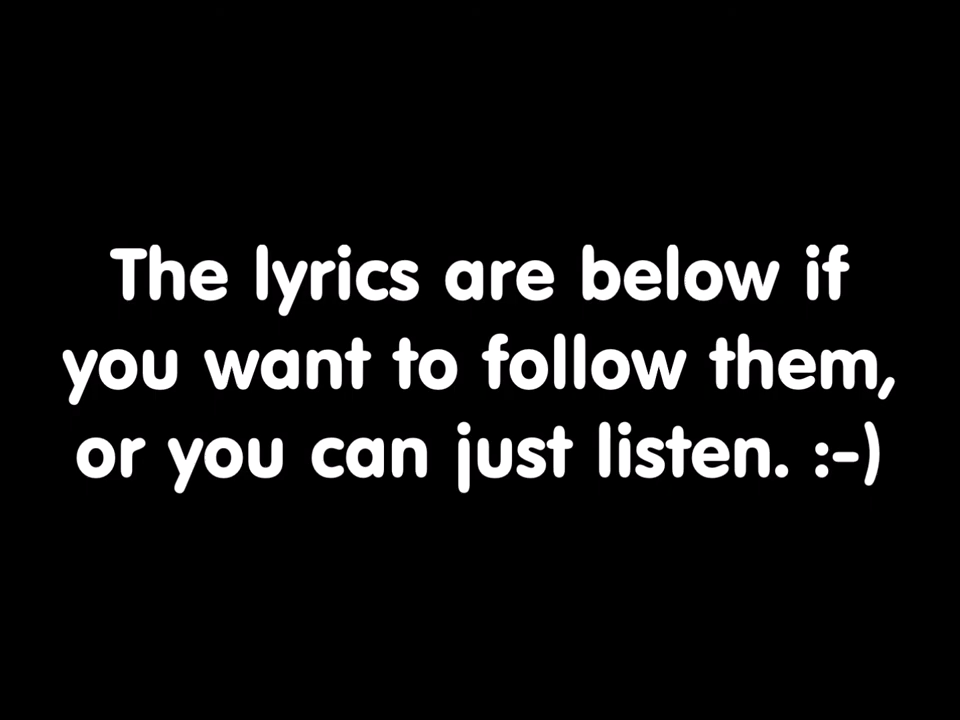 The lyrics are below if
you want to follow them,
or you can just listen. :-)